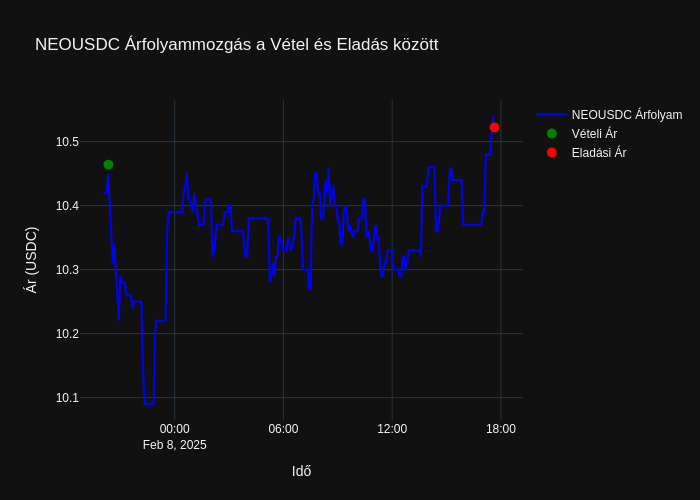 NEOUSDC Árfolyammozgás a Vétel és Eladás között
NEOUSDC Árfolyam
Vételi Ár
Eladási Ár
Ár (USDC)
10.5
10.4
10.3
10.2
10.1
00:00
Feb 8, 2025
06:00
12:00
18:00
Idő